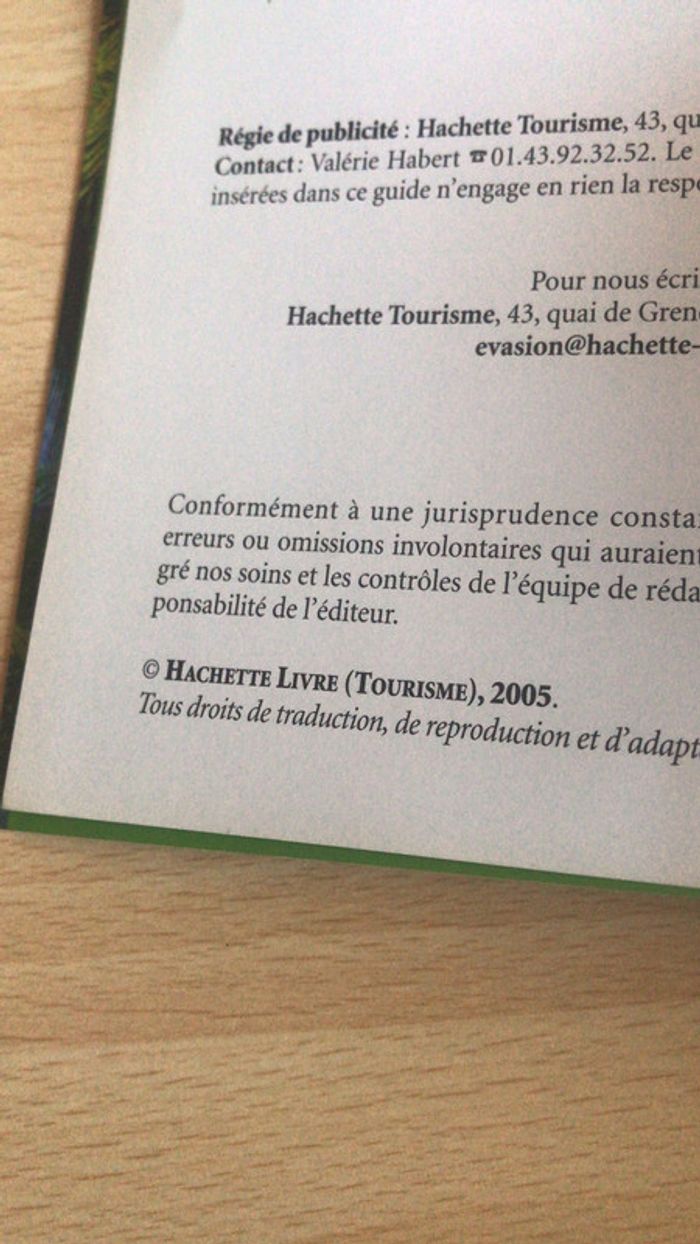 Régie de publicité : Hachette Tourisme, 43, qu
Contact : Valérie Habert ☎01.43.92.32.52. Le
insérées dans ce guide n'engage en rien la resp
Pour nous écri
Hachette Tourisme, 43, quai de Gren
evasion@hachette-
Conformément à une jurisprudence consta
erreurs ou omissions involontaires qui auraient
gré nos soins et les contrôles de l'équipe de réda
ponsabilité de l'éditeur.
© HACHETTE LIVRE (TOURISME), 2005.
Tous droits de traduction, de reproduction et d'adapt